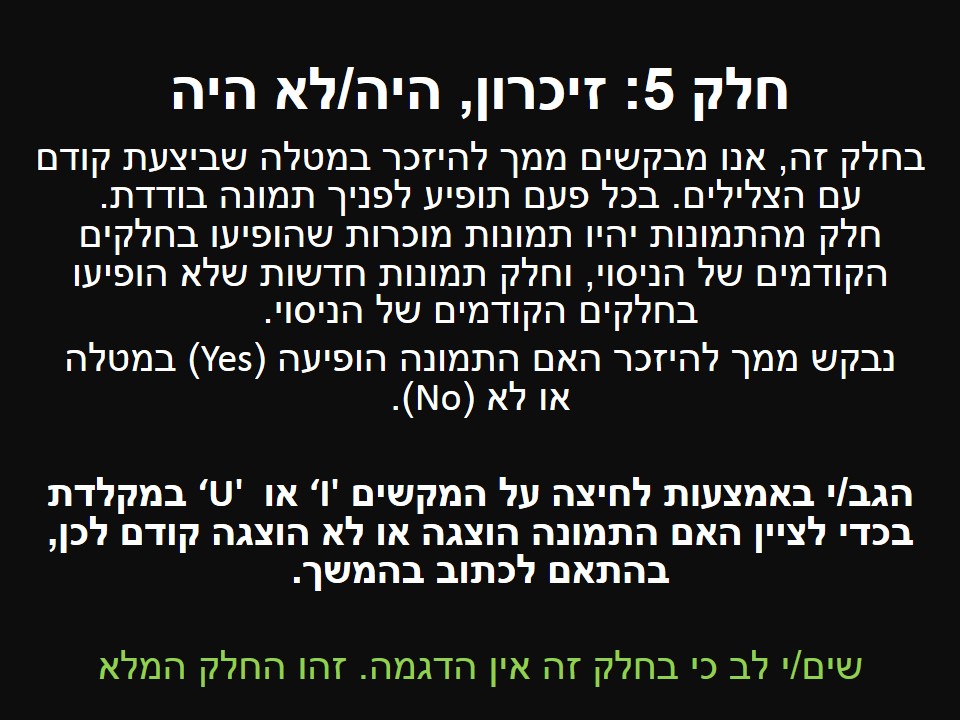 חלק 5: זיכרון, היה/לא היה
בחלק זה, אנו מבקשים ממך להיזכר במטלה שביצעת קודם
עם הצלילים. בכל פעם תופיע לפניך תמונה בודדת.
חלק מהתמונות יהיו תמונות מוכרות שהופיעו בחלקים
הקודמים של הניסוי, וחלק תמונות חדשות שלא הופיעו
בחלקים הקודמים של הניסוי.
נבקש ממך להיזכר האם התמונה הופיעה (Yes) במטלה
או לא (No).
הגב/י באמצעות לחיצה על המקשים 'I‘ או 'U‘ במקלדת
בכדי לציין האם התמונה הוצגה או לא הוצגה קודם לכן,
בהתאם לכתוב בהמשך.
שים/י לב כי בחלק זה אין הדגמה. זהו החלק המלא